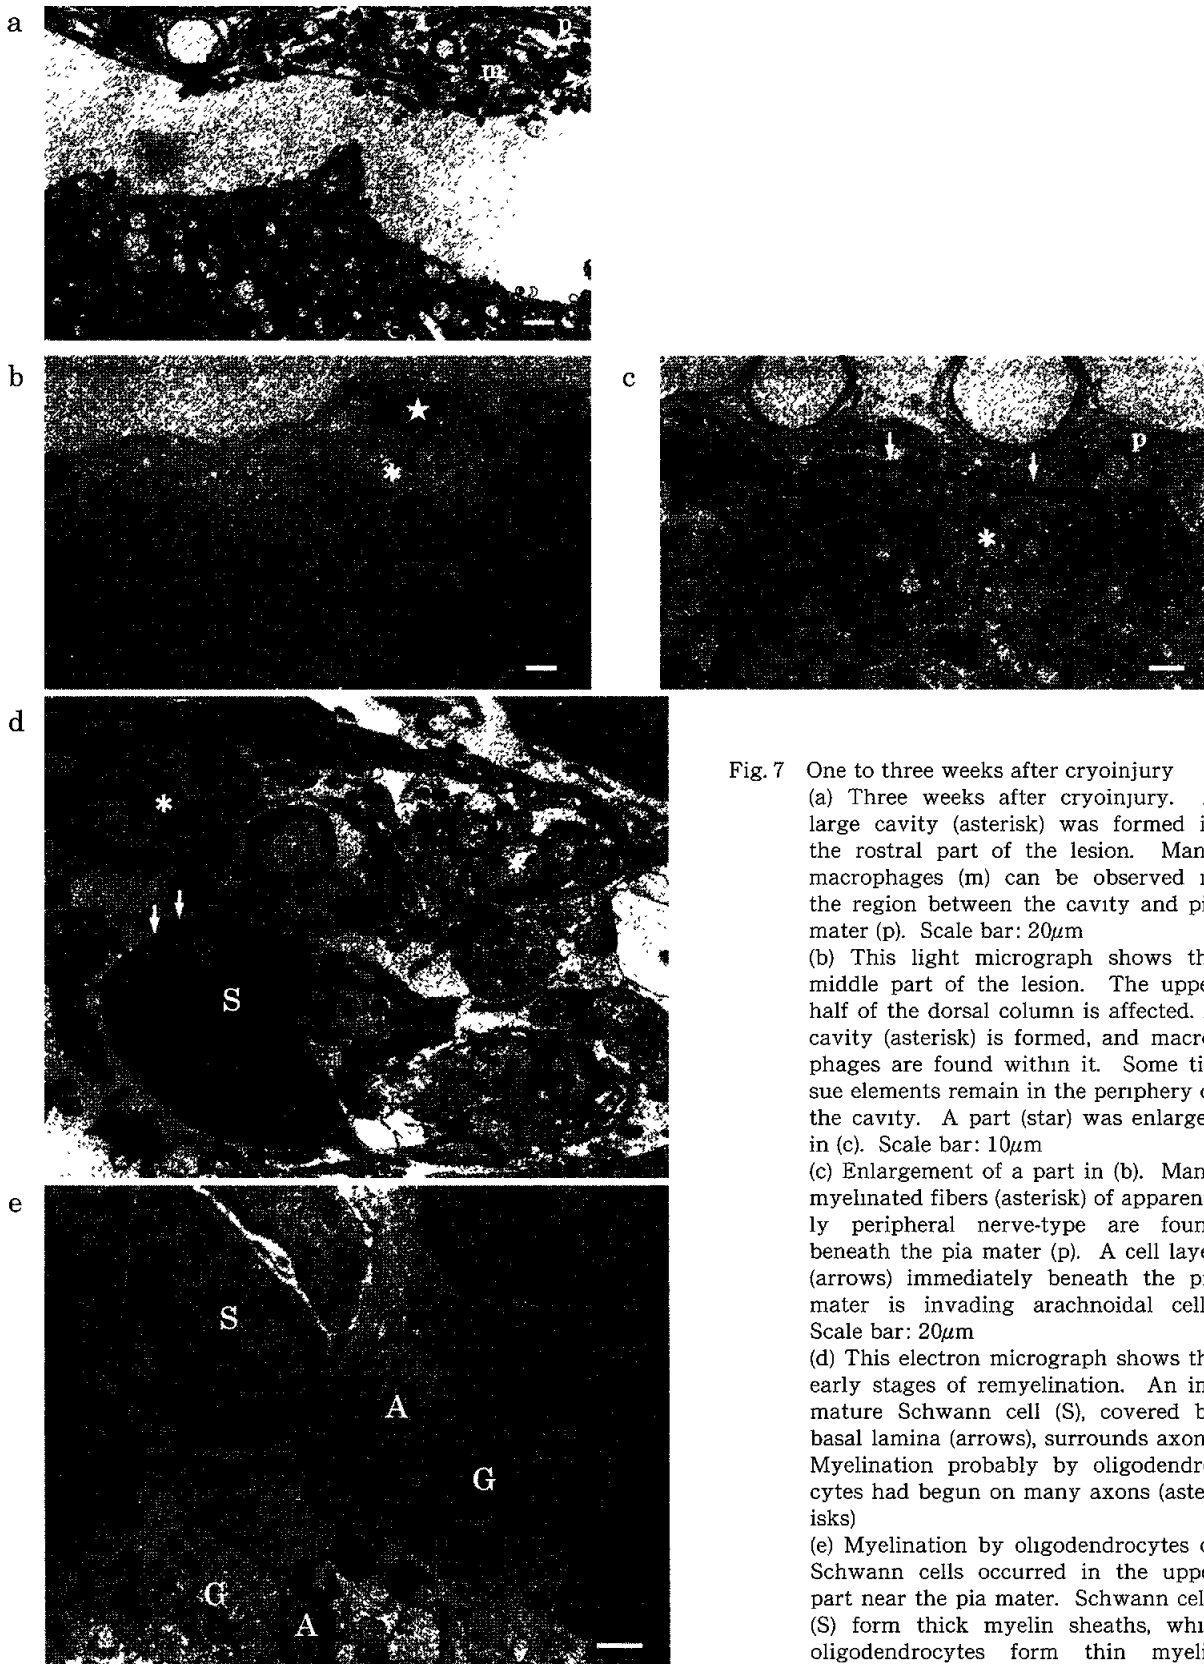 a
p
m
b
c
p
d
S
e
S
A
G
G
A
Fig. 7 One to three weeks after cryoinjury
(a) Three weeks after cryoinjury.
large cavity (asterisk) was formed i
the rostral part of the lesion. Man
macrophages (m) can be observed
the region between the cavity and pi
mater (p). Scale bar: 20μm
(b) This light micrograph shows th
middle part of the lesion. The uppe
half of the dorsal column is affected.
cavity (asterisk) is formed, and macro
phages are found within it. Some ti
sue elements remain in the periphery o
the cavity. A part (star) was enlarge
in (c). Scale bar: 10μm
(c) Enlargement of a part in (b). Man
myelinated fibers (asterisk) of apparen
ly peripheral nerve-type are foun
beneath the pia mater (p). A cell laye
(arrows) immediately beneath the pi
mater is invading arachnoidal cell
Scale bar: 20μm
(d) This electron micrograph shows th
early stages of remyelination. An im
mature Schwann cell (S), covered b
basal lamina (arrows), surrounds axon
Myelination probably by oligodendro
cytes had begun on many axons (aste
isks)
(e) Myelination by oligodendrocytes o
Schwann cells occurred in the uppe
part near the pia mater. Schwann cell
(S) form thick myelin sheaths, whi
oligodendrocytes form thin myeli